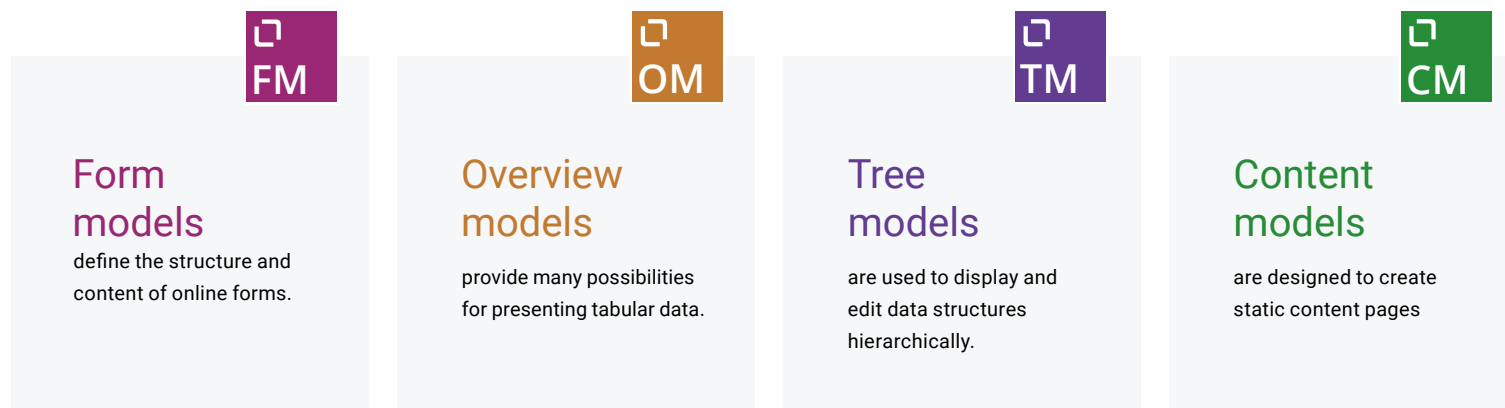 FM
Form
models
define the structure and
content of online forms.
OM
Overview
models
provide many possibilities
for presenting tabular data.
TM
Tree
models
are used to display and
edit data structures
hierarchically.
CM
Content
models
are designed to create
static content pages